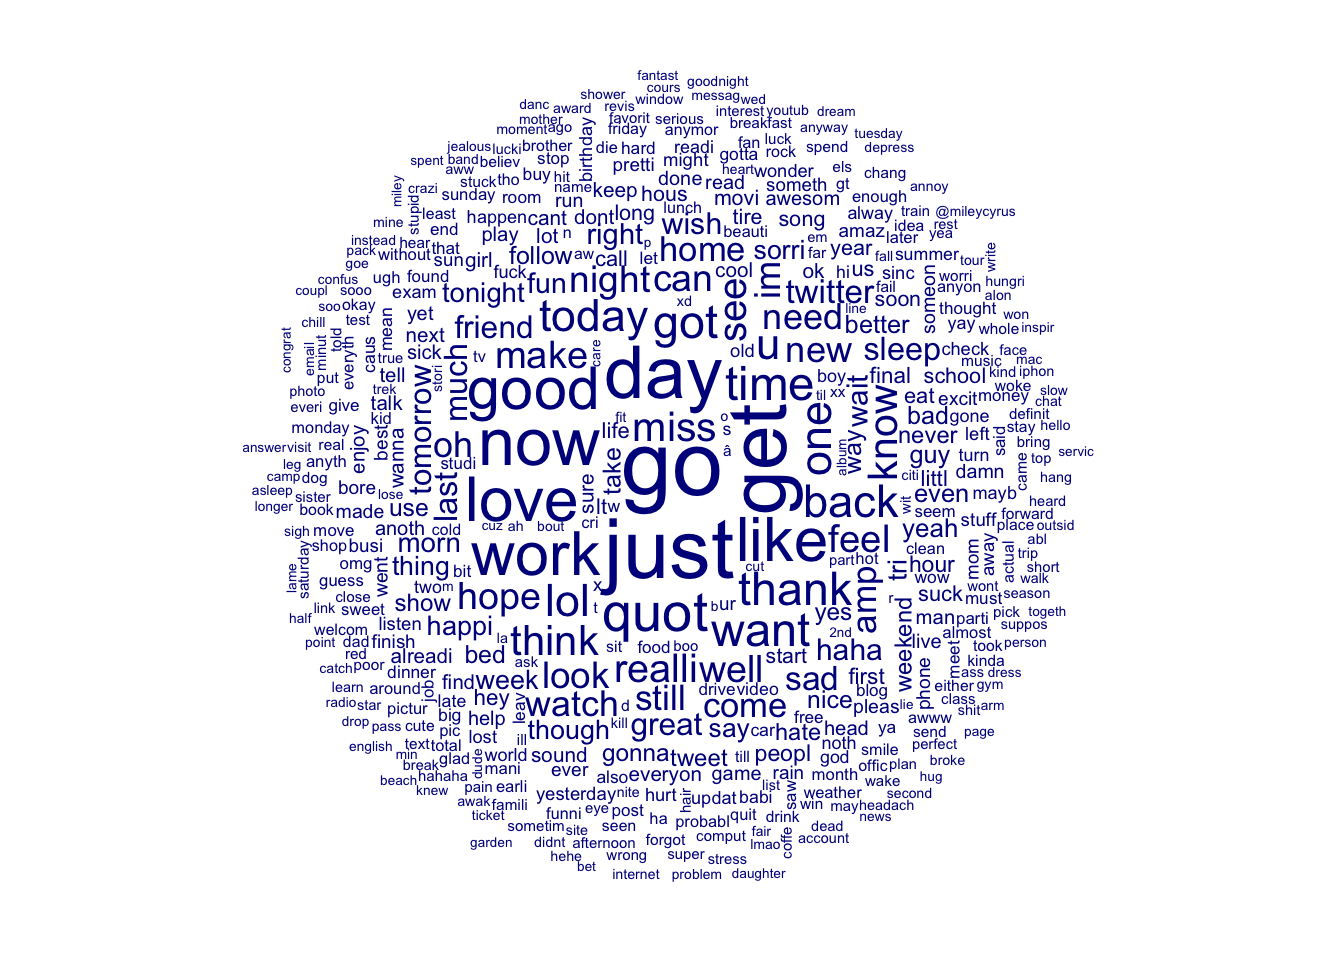 fantast
cours goodnight
shower window messag wed
danc award revis interest youtub dream
mother favorit serious breakfast
moment ago birthday friday anymor anyway tuesday
jealous lucki brother die hard readi fan luck depress
spent band believ stop pretti might gotta rock spend
aww stuck tho buy hit done heart wonder els chang
miley crazi sunday room run name keep hous read someth gt enough annoy
stupid least happen cant dont long movi awesom lunch alway train @mileycyrus
mine end play lot n right p wish tire song amaz idea rest
instead hear that follow aw call let home beauti sorri em far year later yea
pack without sun girl fuck fun night can cool see im ok hi us fall summer tour write
goe ugh found tonight xd twitter fail soon sinc someon worri hungri
confus exam today got need line better anyon alon
coupl sooo okay yet friend thought won
soo test mean next u yay whole inspir
chill told caus sick make care day old new sleep check face
congrat email minut everyth true tv much good time boy final school music mac
put tell stori kind iphon
photo trek tomorrow til xx wait eat excit money woke slow
everi give talk kid fit o get one way know bad gone definit chat
monday enjoy best wanna oh now life miss s â album never left said stay hello
answer visit real studi take go guy turn bring
leg anyth last sure citi littl damn came top servic
camp dog bore lose love back even mayb hang
asleep sister made use lt w wit seem heard
longer book anoth cold cuz ah bout cri yeah stuff forward
sigh move morn work just like feel place outsid
shop busi thing bit cut part hot clean mom away actual abl
omg went two m x thank amp tri hour wow wont trip
lame saturday guess show hope lol t quot b ur r suck must short
close sweet yes man parti season walk
half link listen happi la think want 2nd weekend live pick togeth
welcom finish sit food boo start haha almost suppos
point dad alreadi bed ask look realli well took person
red dinner find week sad first phone meet kinda
catch poor job drive video blog ass dress
learn around late hey leav watch d still come nice pleas lie either gym
radio star pictur big help kill free class shit arm
drop pass cute pic lost though great say car hate head ya awww send page
english text total ill gonna tweet till peopl god noth smile perfect
min break glad dude world sound offic plan broke
beach hahaha mani ever also everyon game rain month wake hug
knew pain earli yesterday nite hurt hair updat babi list saw weather second
awak famili funni eye post win may headach
ticket sometim site seen ha probabl quit drink dead news
garden didnt afternoon forgot comput fair coffe account
hehe wrong super stress lmao
bet internet problem daughter